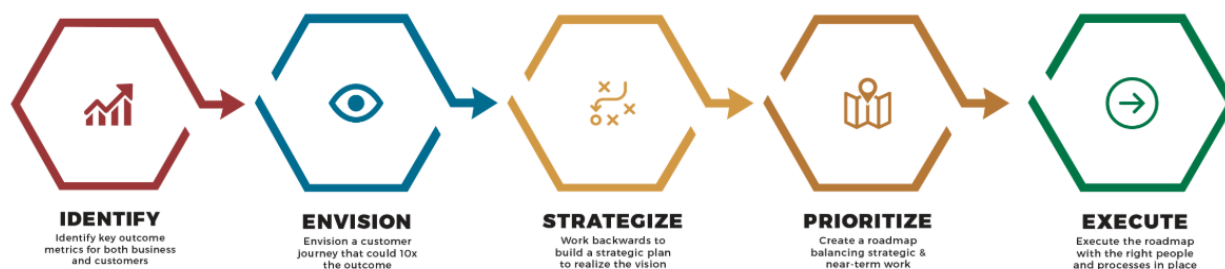 IDENTIFY
Identify key outcome
metrics for both business
and customers
ENVISION
Envision a customer
journey that could 10x
the outcome
STRATEGIZE
Work backwards to
build a strategic plan
to realize the vision
PRIORITIZE
Create a roadmap
balancing strategic &
near-term work
EXECUTE
Execute the roadmap
with the right people
and processes in place